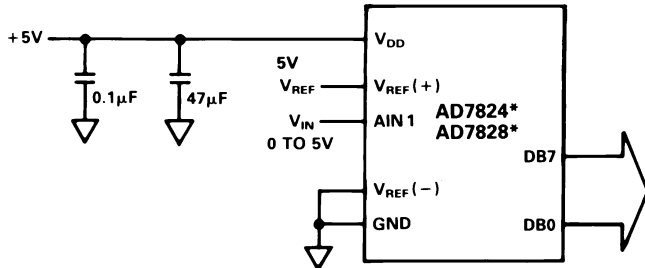 +5V
0.1µF
47µF
V_DD
5V
V_REF
V_REF(+)
V_IN
AIN 1
0 TO 5V
AD7824*
AD7828*
DB7
V_REF(−)
GND
DB0